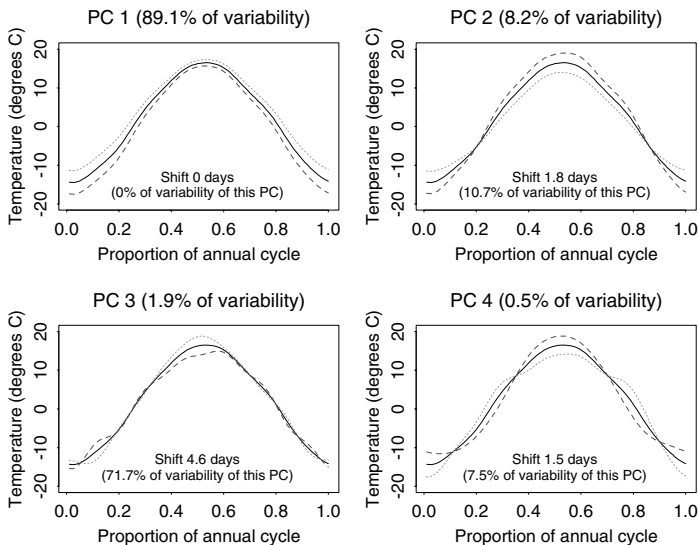 PC 1 (89.1% of variability)
Temperature (degrees C)
20
10
0
-10
-20
Shift 0 days
(0% of variability of this PC)
0.0 0.2 0.4 0.6 0.8 1.0
Proportion of annual cycle
PC 2 (8.2% of variability)
Temperature (degrees C)
20
10
0
-10
-20
Shift 1.8 days
(10.7% of variability of this PC)
0.0 0.2 0.4 0.6 0.8 1.0
Proportion of annual cycle
PC 3 (1.9% of variability)
Temperature (degrees C)
20
10
0
-10
-20
Shift 4.6 days
(71.7% of variability of this PC)
0.0 0.2 0.4 0.6 0.8 1.0
Proportion of annual cycle
PC 4 (0.5% of variability)
Temperature (degrees C)
20
10
0
-10
-20
Shift 1.5 days
(7.5% of variability of this PC)
0.0 0.2 0.4 0.6 0.8 1.0
Proportion of annual cycle